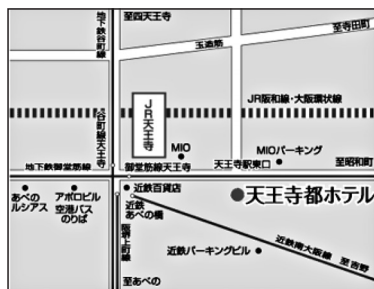 地下鉄谷町線
至四天王寺
至寺田町
玉造筋
JR阪和線・大阪環状線
谷町線天王寺
JR天王寺
MIO
MIOパーキング
地下鉄御堂筋線
御堂筋線天王寺
天王寺駅東口
至昭和町
近鉄百貨店
天王寺都ホテル
あべの
ルシアス
アポロビル
空港バス
のりば
近鉄
あべの橋
阪堺上町線
近鉄南大阪線
至吉野
近鉄パーキングビル
至あべの